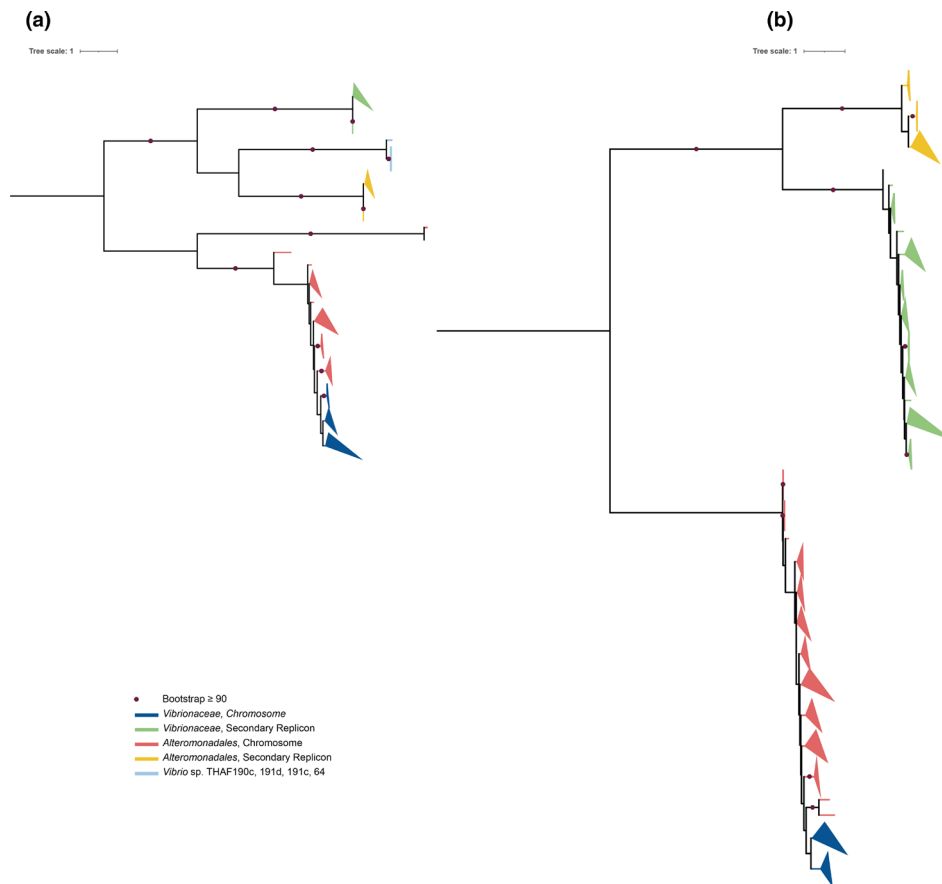 (a)
(b)
Tree scale: 1
Tree scale: 1
Bootstrap ≥ 90
Vibrionaceae, Chromosome
Vibrionaceae, Secondary Replicon
Alteromonadales, Chromosome
Alteromonadales, Secondary Replicon
Vibrio sp. THAF190c, 191d, 191c, 64